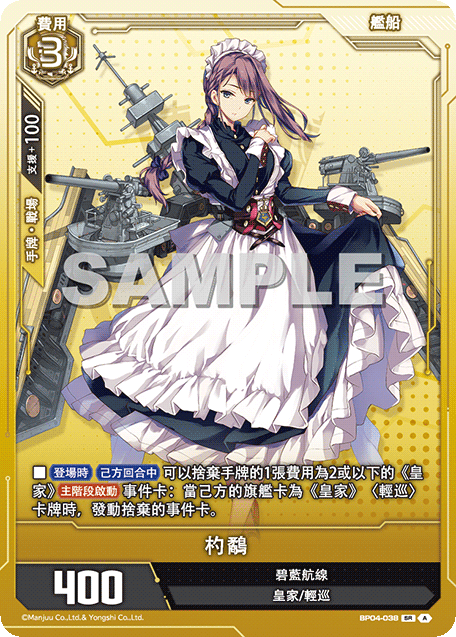 費用
3
艦船
支援+100
手牌・戰場
SAMPLE
■ 登場時 己方回合中 可以捨棄手牌的1張費用為2或以下的《皇
家》主階段啟動 事件卡：當己方的旗艦卡為《皇家》〈輕巡〉
卡牌時，發動捨棄的事件卡。
杓鷸
400
碧藍航線
皇家/輕巡
©Manjuu Co.,Ltd.& Yongshi Co.,Ltd.
BP04-038 SR A